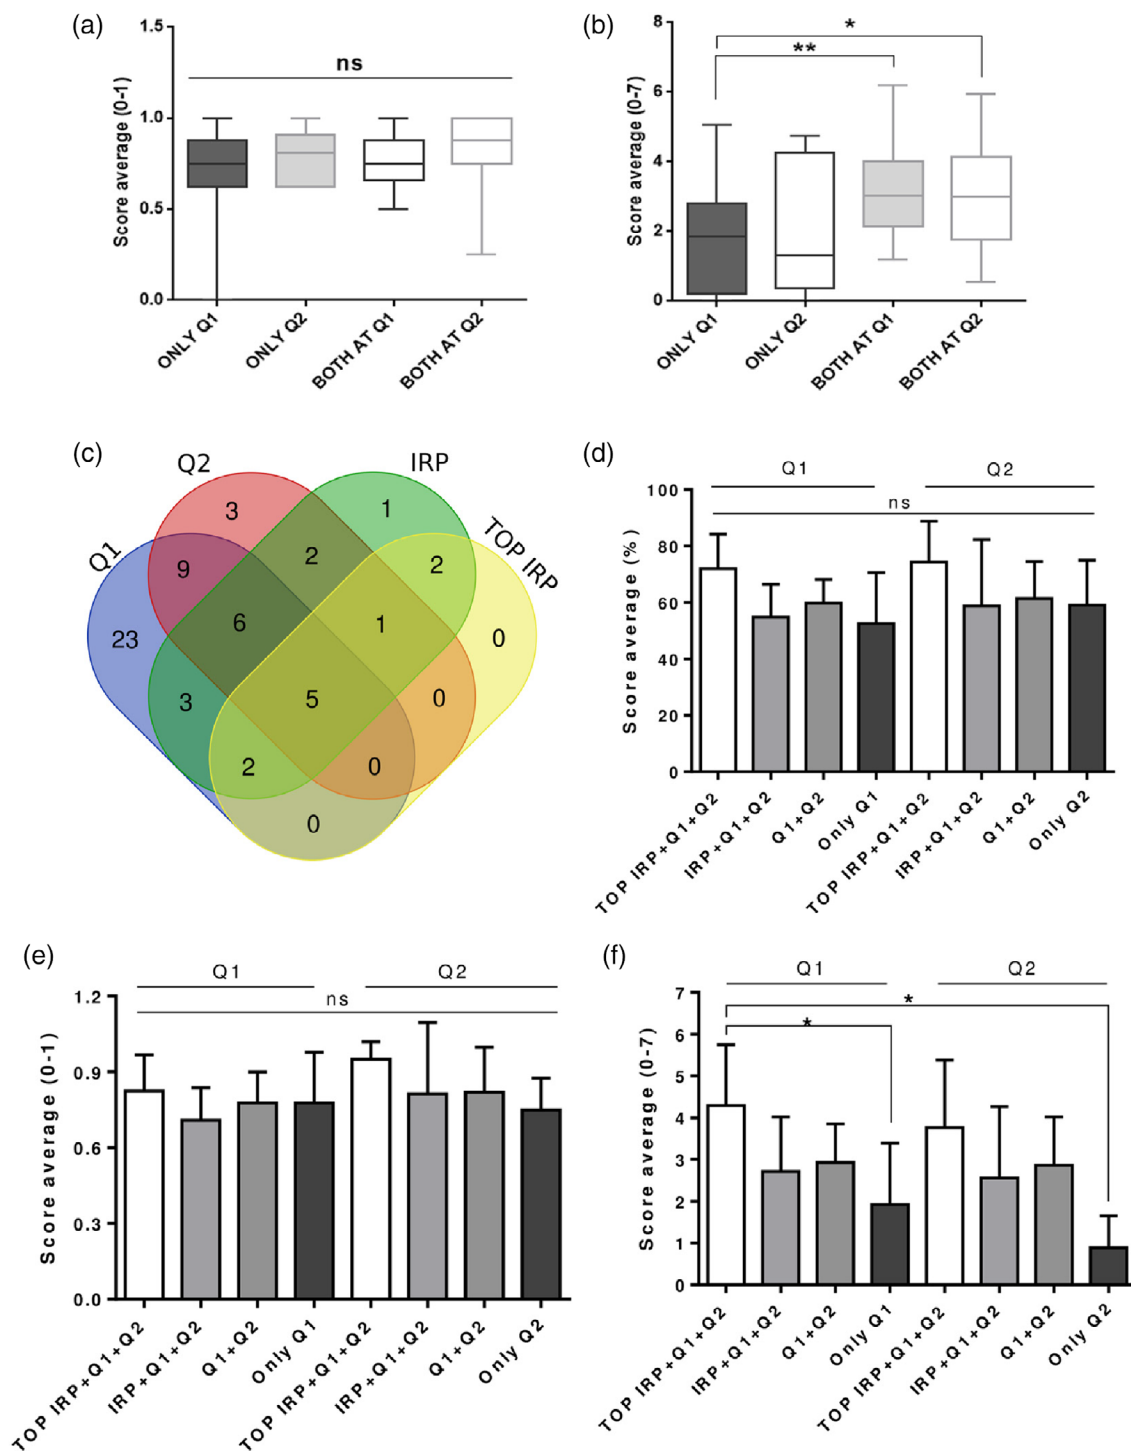 (a)
1.5
1.0
0.5
0.0
Score average (0-1)
ns
ONLY Q1
ONLY Q2
BOTH AT Q1
BOTH AT Q2
(b)
8
6
4
2
0
Score average (0-7)
*
**
ONLY Q1
ONLY Q2
BOTH AT Q1
BOTH AT Q2
(c)
Q1
Q2
IRP
TOP IRP
3
1
9
2
2
23
6
1
0
3
5
0
2
0
0
(d)
Q1
Q2
ns
100
80
60
40
20
0
Score average (%)
TOP IRP+Q1+Q2
IRP+Q1+Q2
Q1+Q2
Only Q1
TOP IRP+Q1+Q2
IRP+Q1+Q2
Q1+Q2
Only Q2
(e)
Q1
Q2
ns
1.2
0.9
0.6
0.3
0.0
Score average (0-1)
TOP IRP+Q1+Q2
IRP+Q1+Q2
Q1+Q2
Only Q1
TOP IRP+Q1+Q2
IRP+Q1+Q2
Q1+Q2
Only Q2
(f)
Q1
Q2
*
*
7
6
5
4
3
2
1
0
Score average (0-7)
TOP IRP+Q1+Q2
IRP+Q1+Q2
Q1+Q2
Only Q1
TOP IRP+Q1+Q2
IRP+Q1+Q2
Q1+Q2
Only Q2